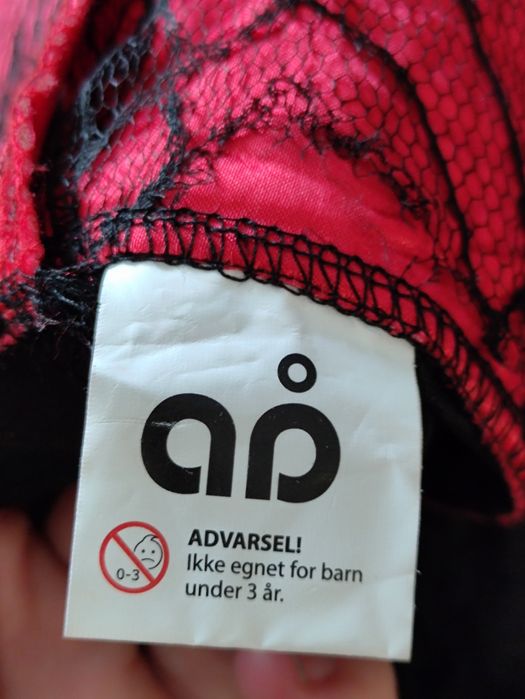 aå
0-3
ADVARSEL!
Ikke egnet for barn
under 3 år.